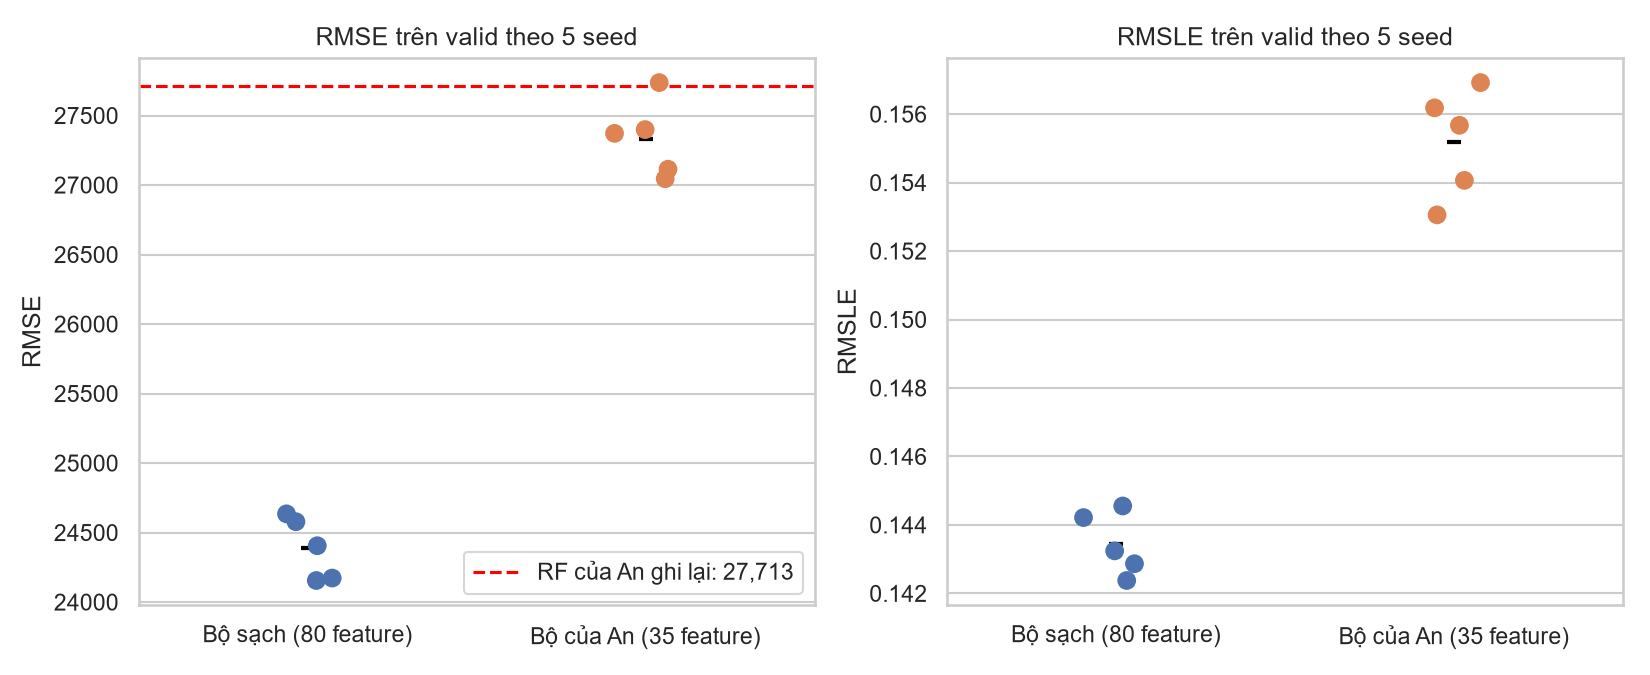 RMSE trên valid theo 5 seed
RMSE
27500
27000
26500
26000
25500
25000
24500
24000
RF của An ghi lại: 27,713
Bộ sạch (80 feature)
Bộ của An (35 feature)
RMSLE trên valid theo 5 seed
RMSLE
0.156
0.154
0.152
0.150
0.148
0.146
0.144
0.142
Bộ sạch (80 feature)
Bộ của An (35 feature)